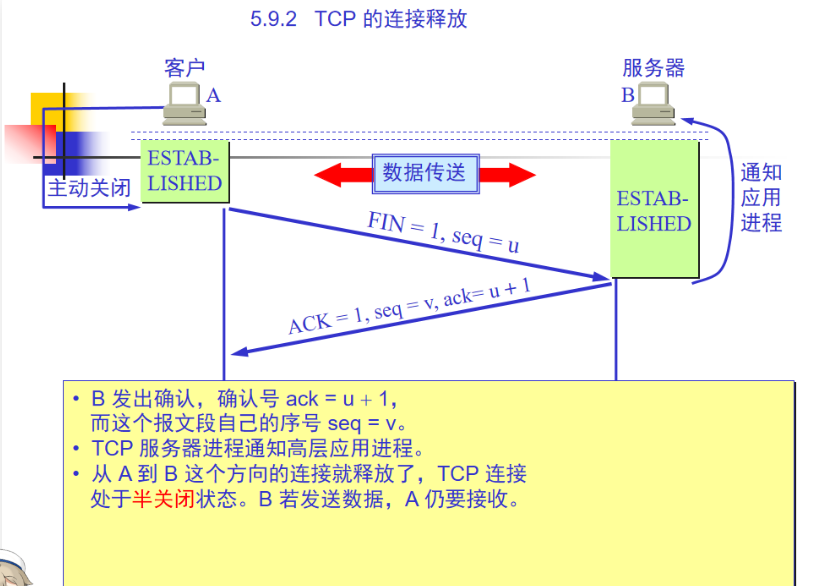 5.9.2 TCP 的连接释放
客户
服务器
A
B
ESTAB-
LISHED
数据传送
ESTAB-
LISHED
通知
应用
进程
主动关闭
FIN = 1, seq = u
ACK = 1, seq = v, ack= u + 1
• B 发出确认，确认号 ack = u + 1，
而这个报文段自己的序号 seq = v。
• TCP 服务器进程通知高层应用进程。
• 从 A 到 B 这个方向的连接就释放了，TCP 连接
处于半关闭状态。B 若发送数据，A 仍要接收。